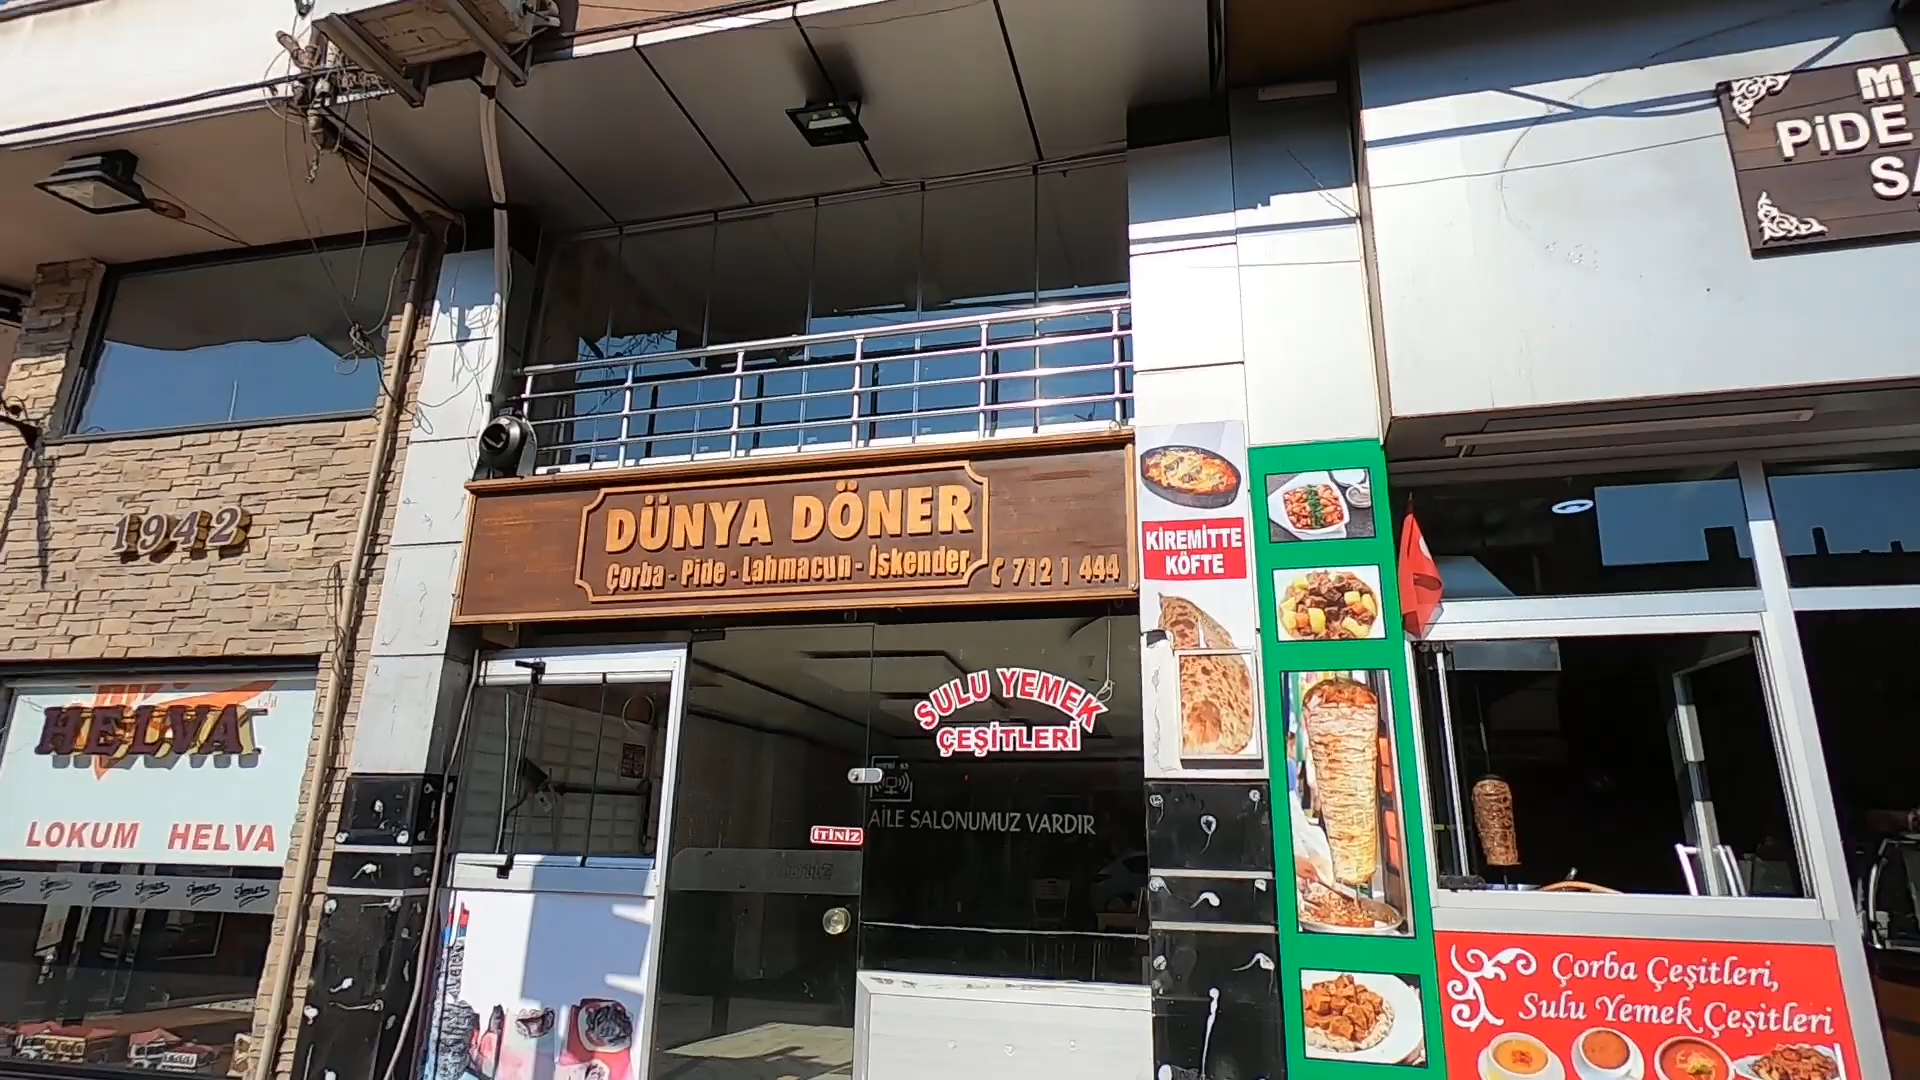 1942
HELVA
LOKUM HELVA
DÜNYA DÖNER
Çorba - Pide - Lahmacun - İskender
712 1 444
SULU YEMEK
ÇEŞİTLERİ
AİLE SALONUMUZ VARDIR
İTİNİZ
KİREMİTTE
KÖFTE
PİDE
Çorba Çeşitleri,
Sulu Yemek Çeşitleri